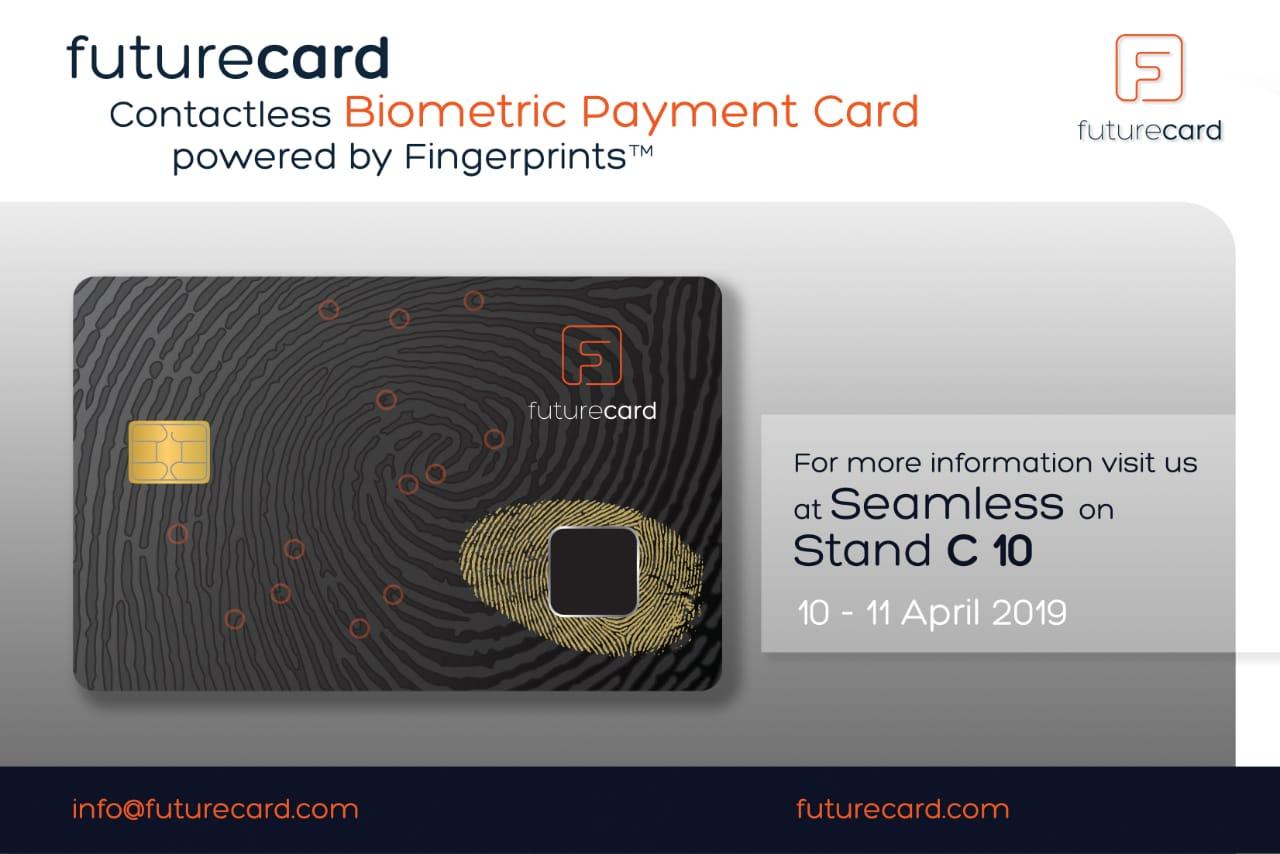 futurecard
Contactless Biometric Payment Card
powered by Fingerprints™
futurecard
futurecard
For more information visit us
at Seamless on
Stand C 10
10 - 11 April 2019
info@futurecard.com
futurecard.com